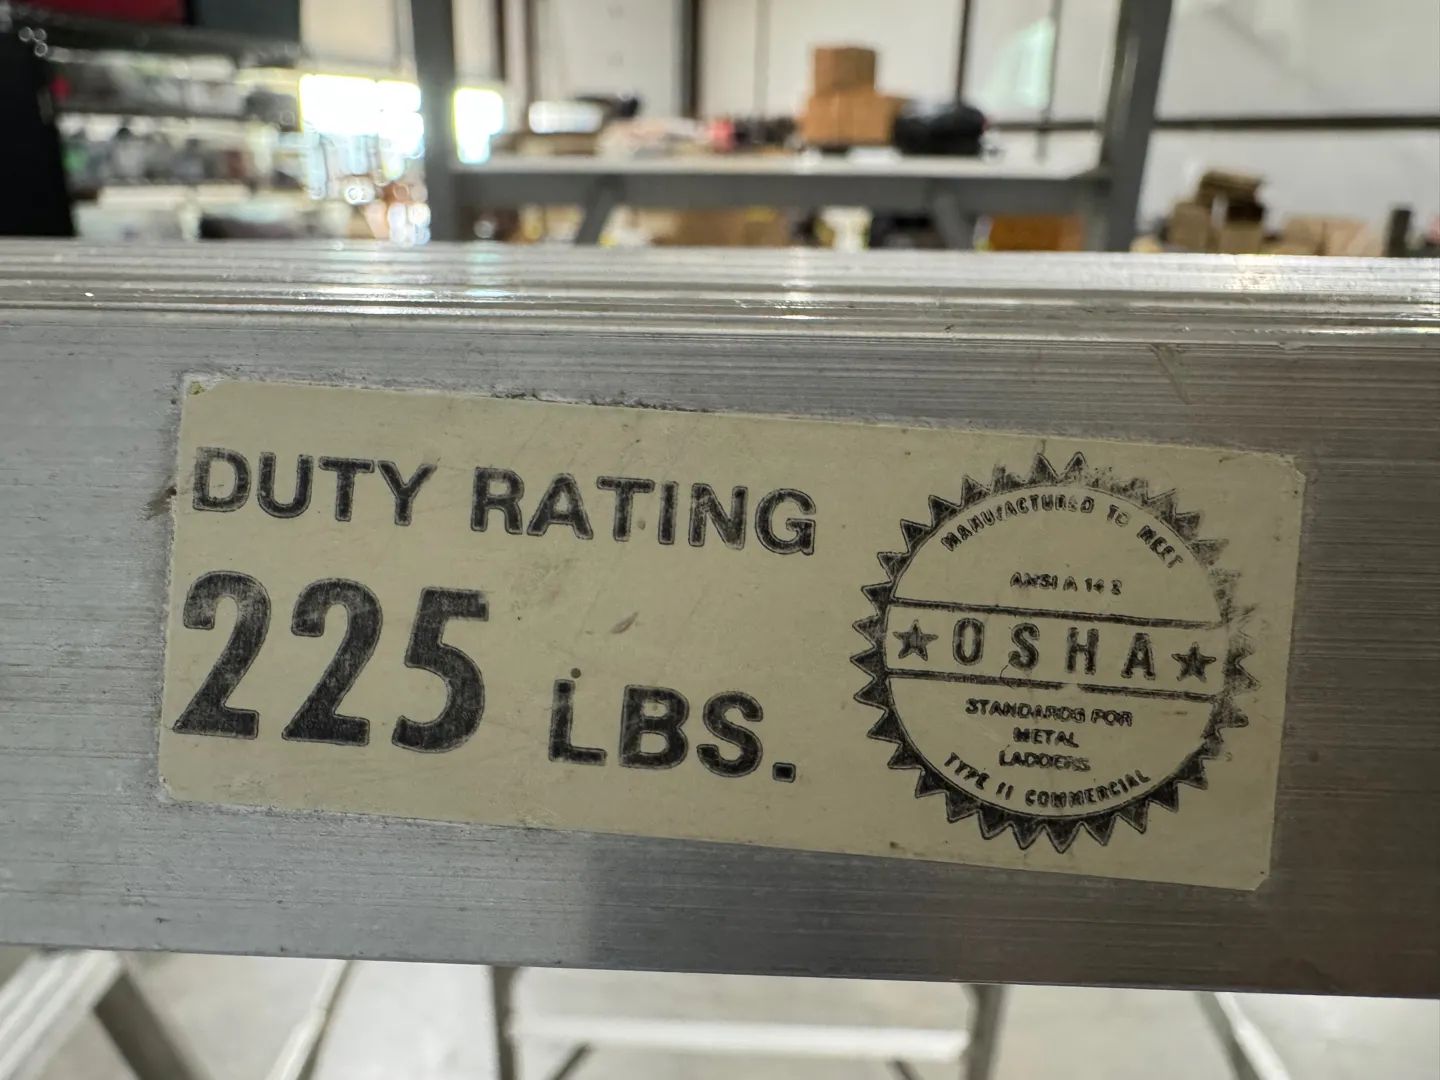 DUTY RATING
225 LBS.
MANUFACTURED TO MEET
ANSI A 14 2
★ OSHA ★
STANDARDS FOR
METAL
LADDERS
TYPE II COMMERCIAL